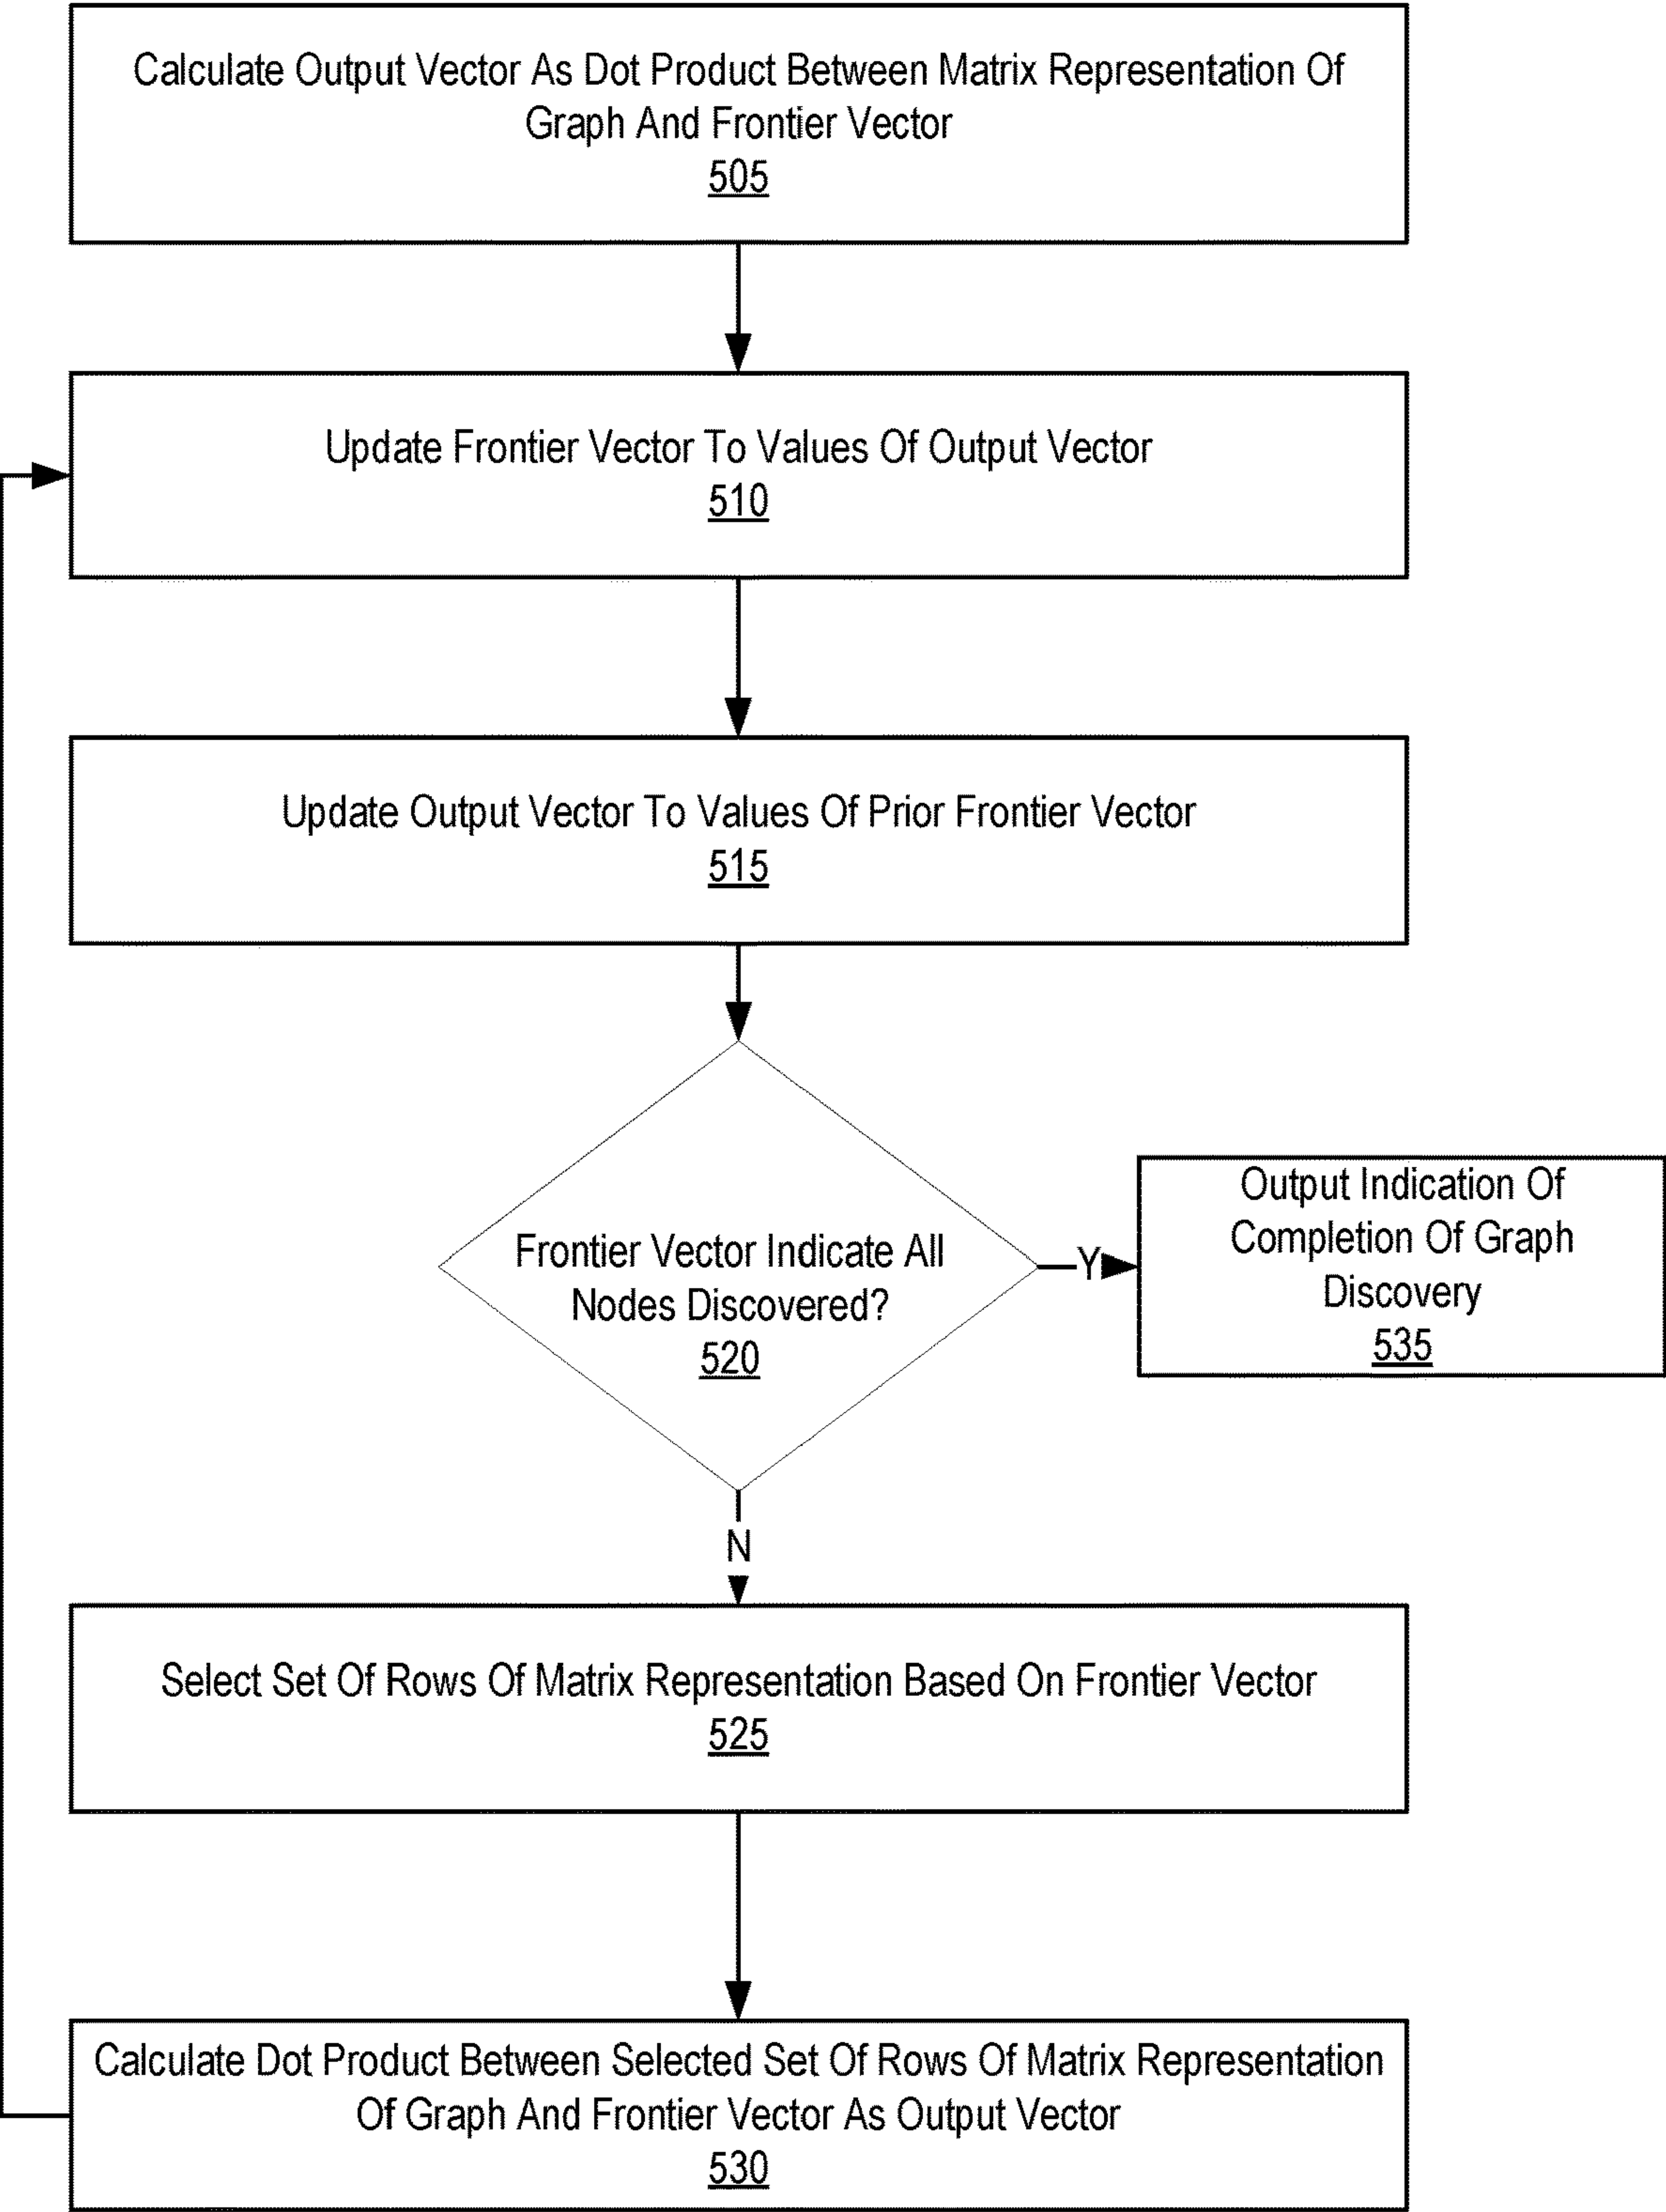 Calculate Output Vector As Dot Product Between Matrix Representation Of
Graph And Frontier Vector
505
Update Frontier Vector To Values Of Output Vector
510
Update Output Vector To Values Of Prior Frontier Vector
515
Frontier Vector Indicate All
Nodes Discovered?
520
Y
Output Indication Of
Completion Of Graph
Discovery
535
N
Select Set Of Rows Of Matrix Representation Based On Frontier Vector
525
Calculate Dot Product Between Selected Set Of Rows Of Matrix Representation
Of Graph And Frontier Vector As Output Vector
530